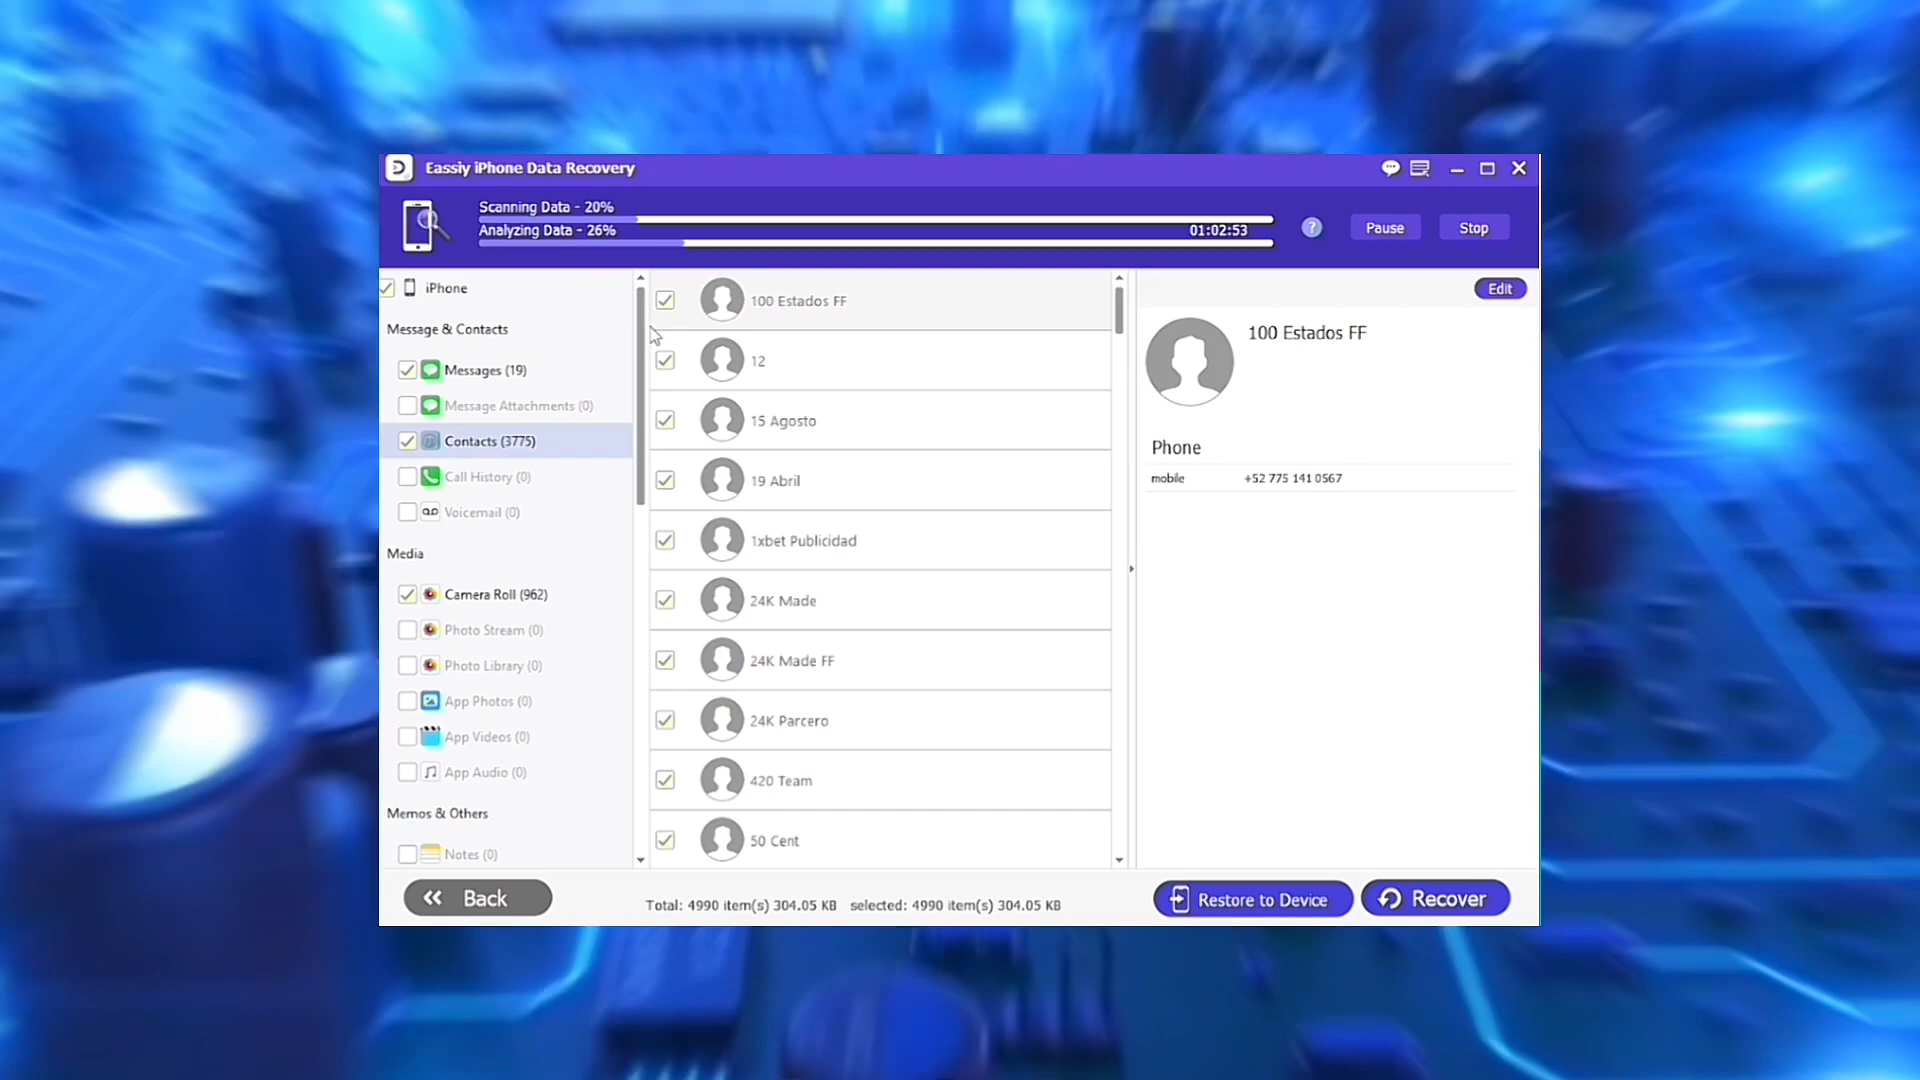 Eassiy iPhone Data Recovery
Scanning Data - 20%
Analyzing Data - 26%
01:02:53
?
Pause
Stop
iPhone
Message & Contacts
Messages (19)
Message Attachments (0)
Contacts (3775)
Call History (0)
Voicemail (0)
Media
Camera Roll (962)
Photo Stream (0)
Photo Library (0)
App Photos (0)
App Videos (0)
App Audio (0)
Memos & Others
Notes (0)
100 Estados FF
12
15 Agosto
19 Abril
1xbet Publicidad
24K Made
24K Made FF
24K Parcero
420 Team
50 Cent
Edit
100 Estados FF
Phone
mobile +52 775 141 0567
Back
Total: 4990 item(s) 304.05 KB selected: 4990 item(s) 304.05 KB
Restore to Device
Recover